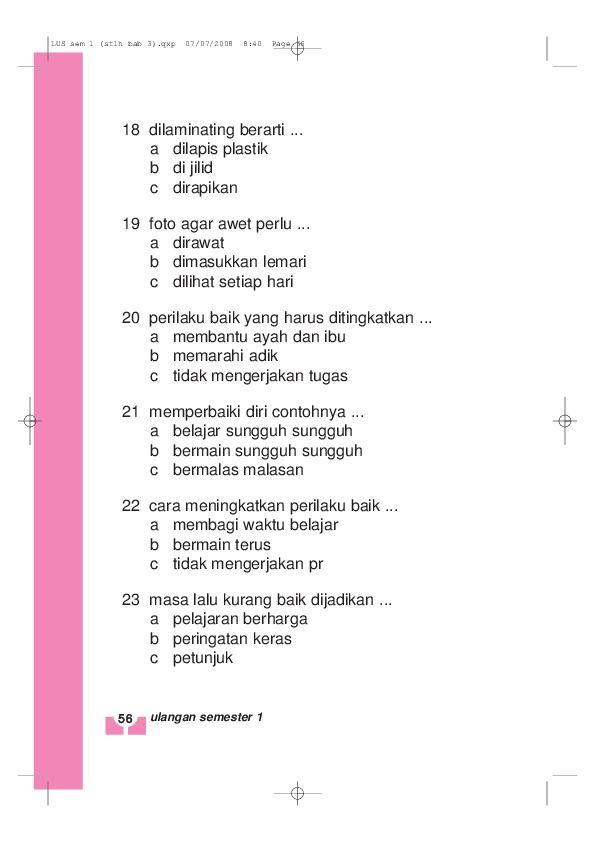 LUS sem 1 (stlh bab 3).qxp 07/07/2008 8:40 Page 56
18 dilaminating berarti ...
a dilapis plastik
b di jilid
c dirapikan
19 foto agar awet perlu ...
a dirawat
b dimasukkan lemari
c dilihat setiap hari
20 perilaku baik yang harus ditingkatkan ...
a membantu ayah dan ibu
b memarahi adik
c tidak mengerjakan tugas
21 memperbaiki diri contohnya ...
a belajar sungguh sungguh
b bermain sungguh sungguh
c bermalas malasan
22 cara meningkatkan perilaku baik ...
a membagi waktu belajar
b bermain terus
c tidak mengerjakan pr
23 masa lalu kurang baik dijadikan ...
a pelajaran berharga
b peringatan keras
c petunjuk
56 ulangan semester 1